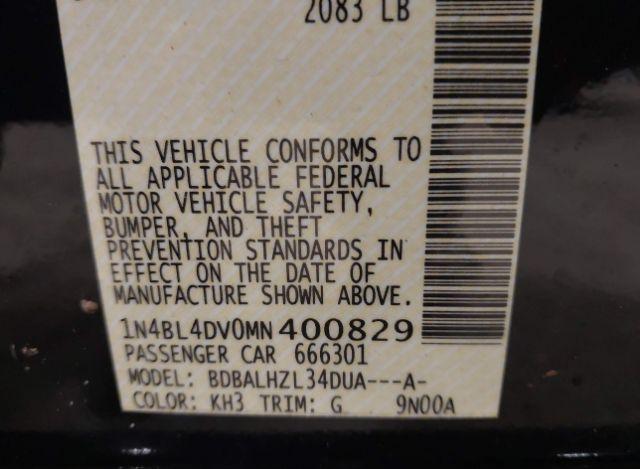 2083 LB
THIS VEHICLE CONFORMS TO
ALL APPLICABLE FEDERAL
MOTOR VEHICLE SAFETY,
BUMPER, AND THEFT
PREVENTION STANDARDS IN
EFFECT ON THE DATE OF
MANUFACTURE SHOWN ABOVE.
1N4BL4DV0MN400829
PASSENGER CAR 666301
MODEL: BDBALHZL34DUA---A-
COLOR: KH3 TRIM: G 9N00A